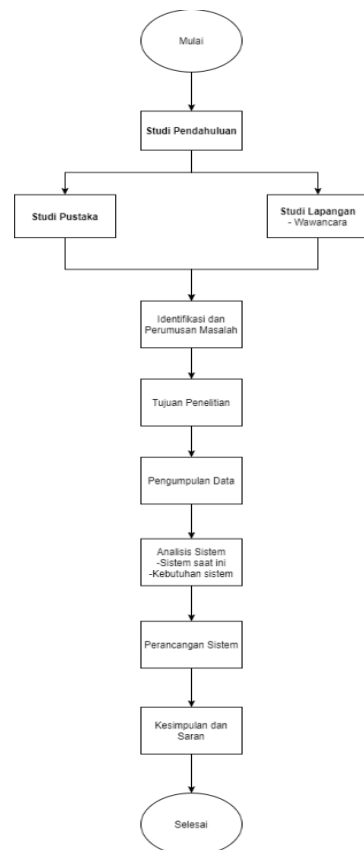 Mulai
Studi Pendahuluan
Studi Pustaka
Studi Lapangan
- Wawancara
Identifikasi dan
Perumusan Masalah
Tujuan Penelitian
Pengumpulan Data
Analisis Sistem
-Sistem saat ini
-Kebutuhan sistem
Perancangan Sistem
Kesimpulan dan
Saran
Selesai